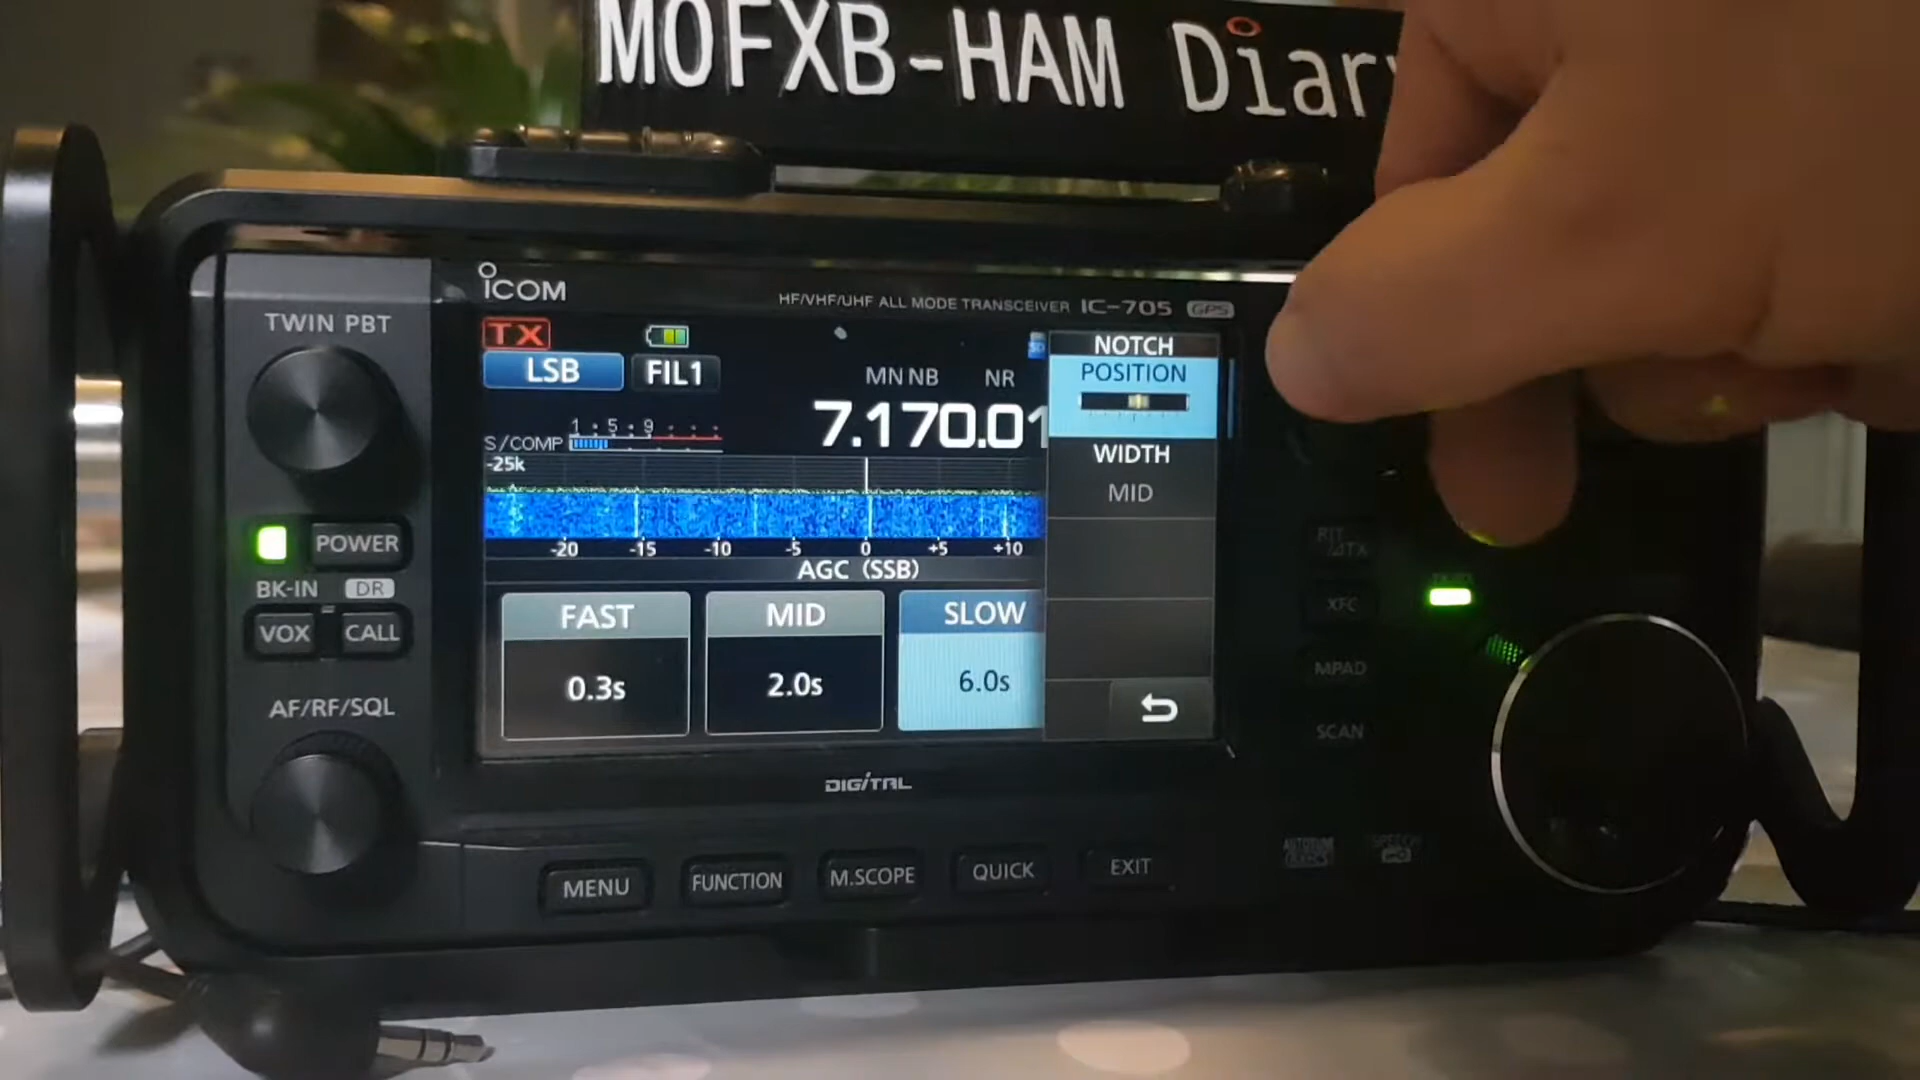 M0FXB-HAM Diary
ICOM
HF/VHF/UHF ALL MODE TRANSCEIVER IC-705 GPS
TWIN PBT
TX
LSB FIL1
MN NB NR
7.170.01
S/COMP 1 • 5 • 9
-25k
-20 -15 -10 -5 0 +5 +10
AGC (SSB)
FAST MID SLOW
0.3s 2.0s 6.0s
NOTCH
POSITION
WIDTH
MID
POWER
BK-IN DR
VOX CALL
AF/RF/SQL
DIGITAL
MENU FUNCTION M.SCOPE QUICK EXIT
XFC
MPAD
SCAN
SPEECH